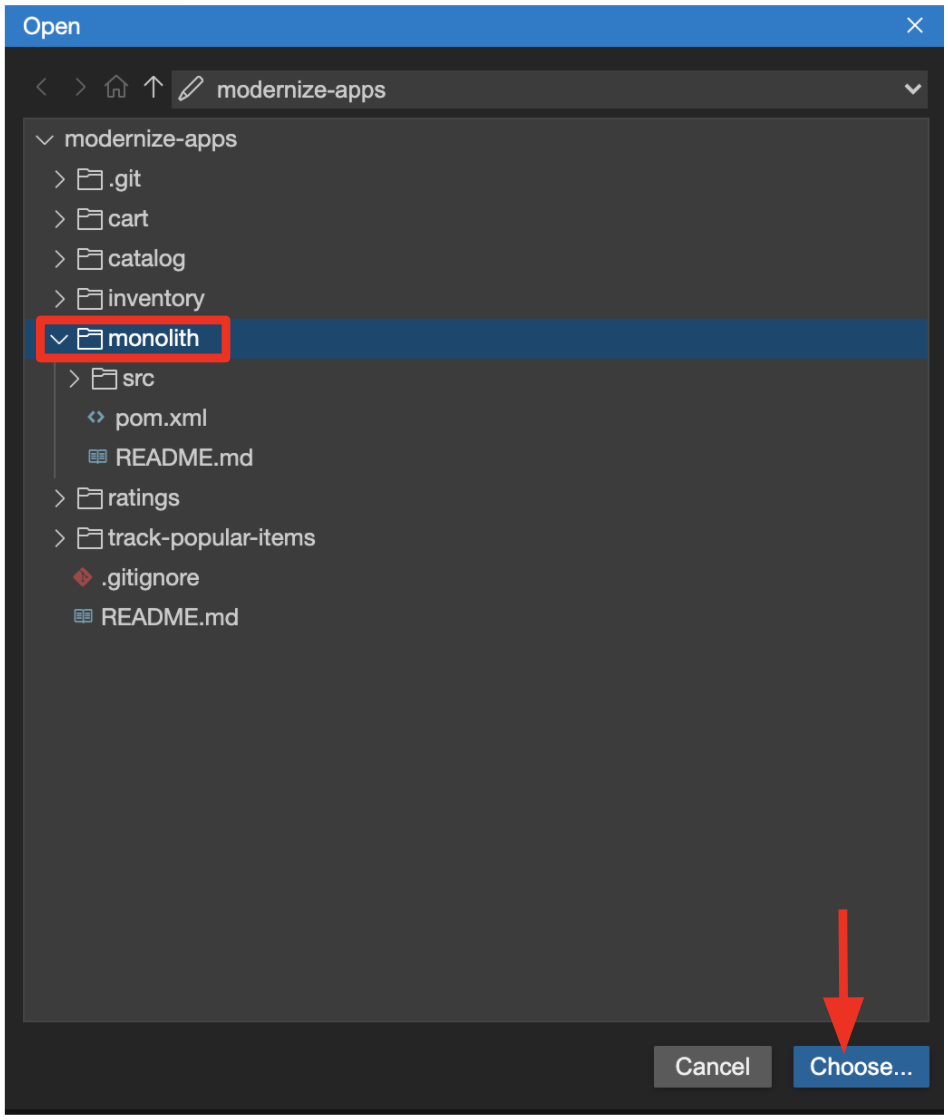 Open
modernize-apps
modernize-apps
.git
cart
catalog
inventory
monolith
src
pom.xml
README.md
ratings
track-popular-items
.gitignore
README.md
Cancel Choose...